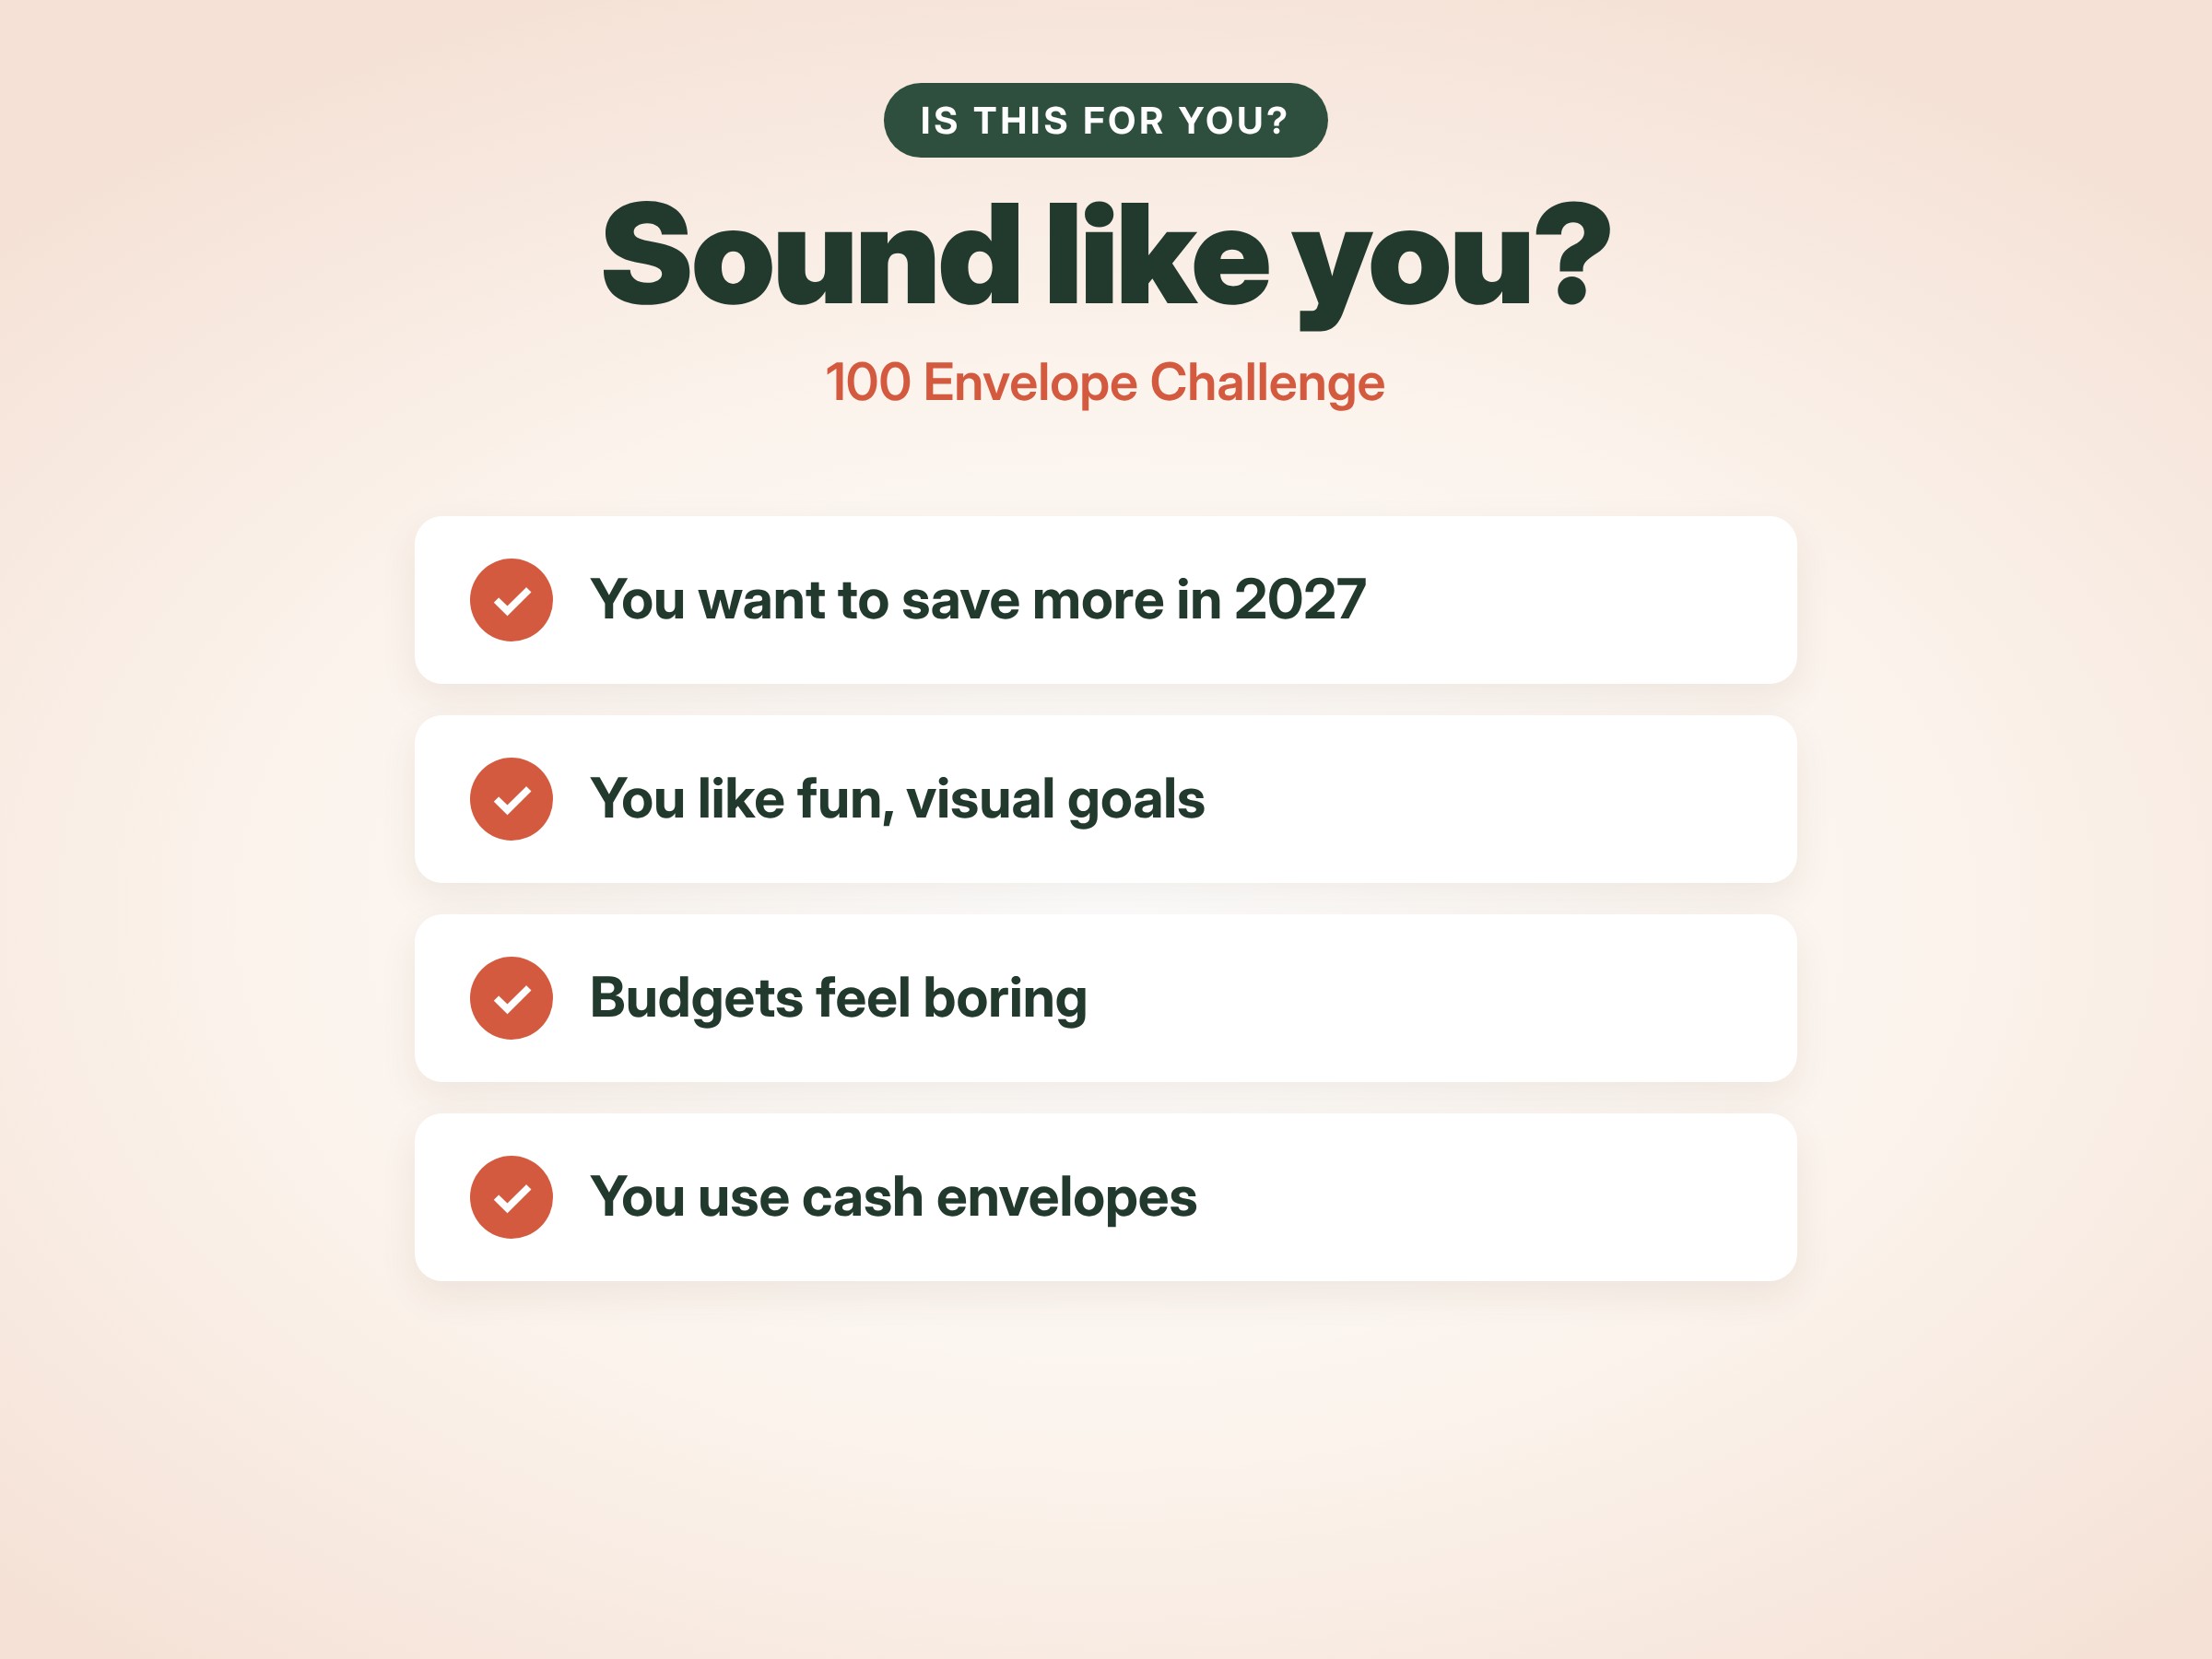 IS THIS FOR YOU?
Sound like you?
100 Envelope Challenge
You want to save more in 2027
You like fun, visual goals
Budgets feel boring
You use cash envelopes